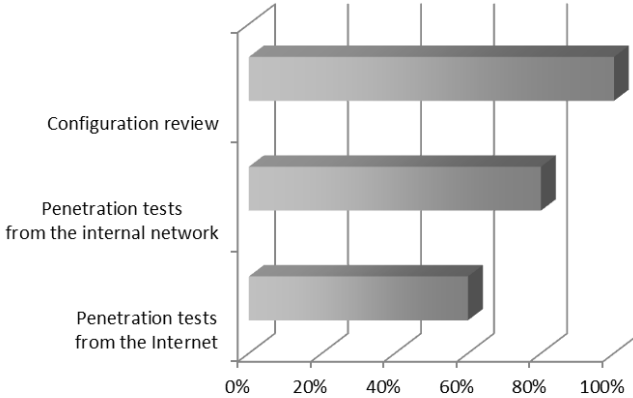 Configuration review
Penetration tests
from the internal network
Penetration tests
from the Internet
0% 20% 40% 60% 80% 100%